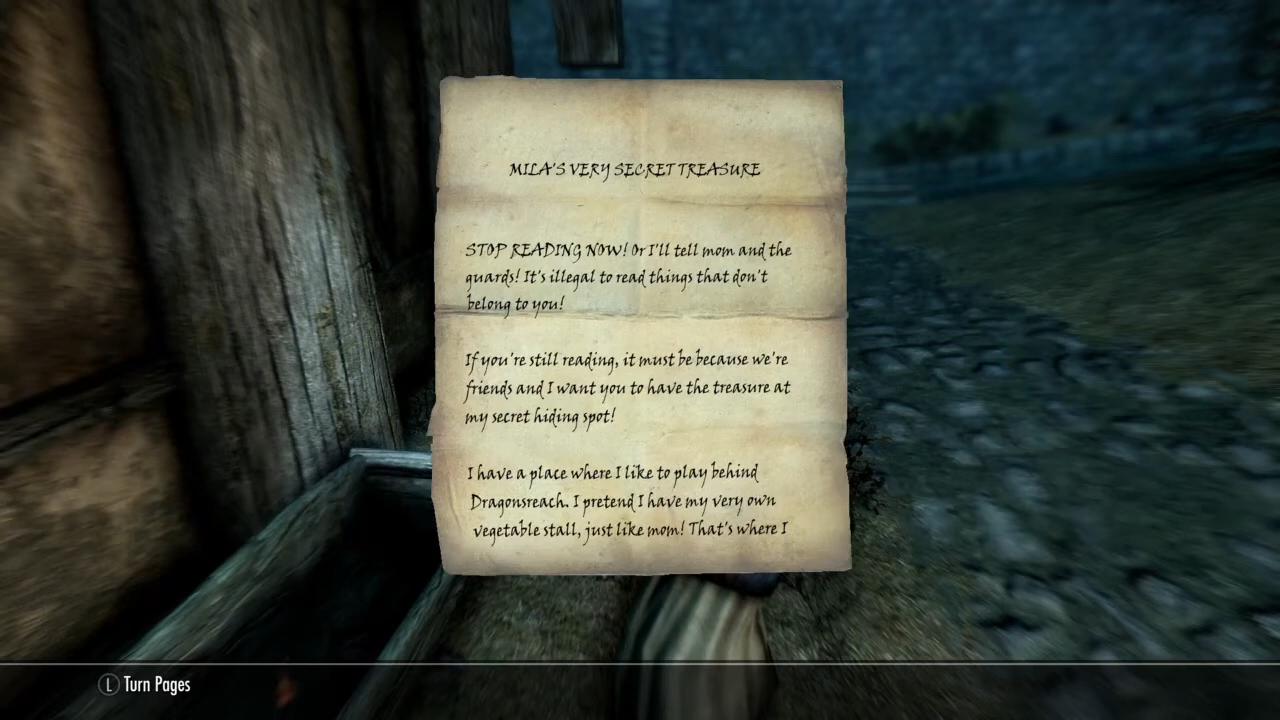 MILA'S VERY SECRET TREASURE
STOP READING NOW! Or I'll tell mom and the
guards! It's illegal to read things that don't
belong to you!
If you're still reading, it must be because we're
friends and I want you to have the treasure at
my secret hiding spot!
I have a place where I like to play behind
Dragonsreach. I pretend I have my very own
vegetable stall, just like mom! That's where I
L Turn Pages